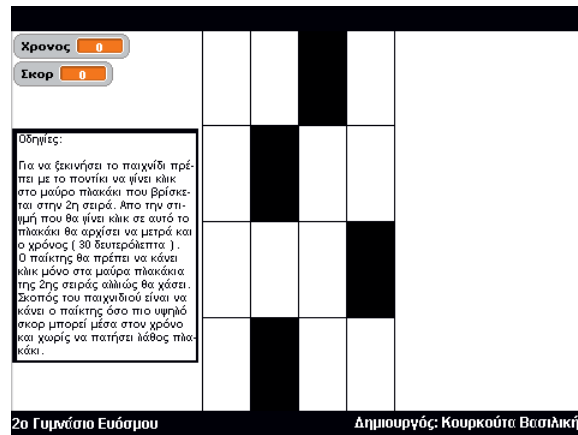 Χρονος 0
Σκορ 0
Οδηγίες:
Για να ξεκινήσει το παιχνίδι πρέ-
πει με το ποντίκι να γίνει κλικ
στο μαύρο πλακάκι που βρίσκε-
ται στην 2η σειρά. Απο την στι-
γμή που θα γίνει κλικ σε αυτό το
πλακάκι θα αρχίσει να μετρά και
ο χρόνος ( 30 δευτερόλεπτα ) .
Ο παίκτης θα πρέπει να κάνει
κλικ μόνο στα μαύρα πλακάκια
της 2ης σειράς αλλιώς θα χάσει.
Σκοπός του παιχνιδιού είναι να
κάνει ο παίκτης όσο πιο υψηλό
σκορ μπορεί μέσα στον χρόνο
και χωρίς να πατήσει λάθος πλα-
κάκι.
2ο Γυμνάσιο Ευόσμου
Δημιουργός: Κουρκούτα Βασιλική